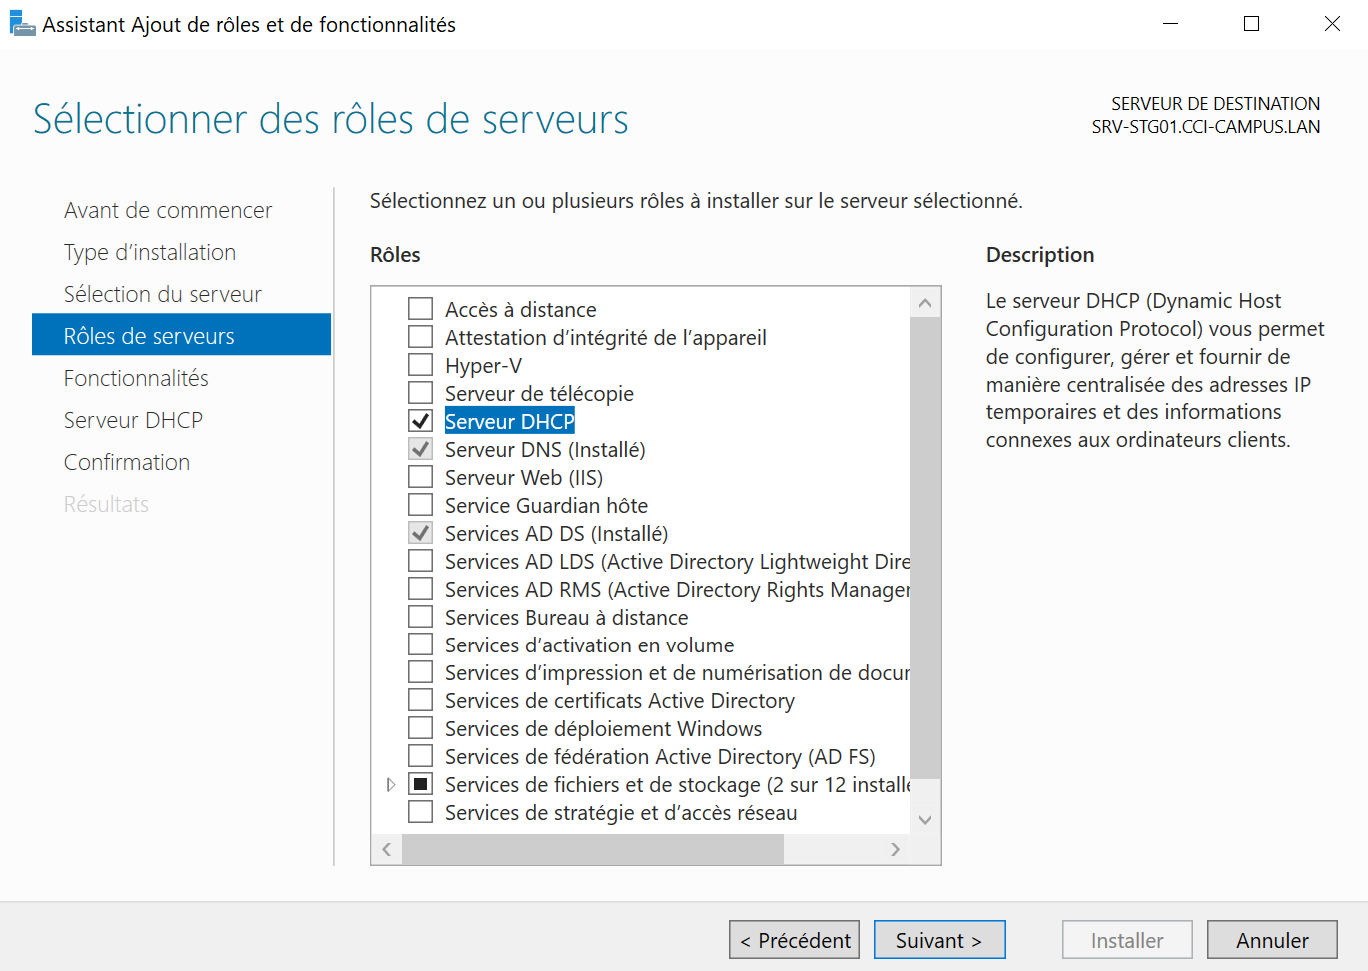 Assistant Ajout de rôles et de fonctionnalités
Sélectionner des rôles de serveurs
SERVEUR DE DESTINATION
SRV-STG01.CCI-CAMPUS.LAN
Avant de commencer
Type d’installation
Sélection du serveur
Rôles de serveurs
Fonctionnalités
Serveur DHCP
Confirmation
Résultats
Sélectionnez un ou plusieurs rôles à installer sur le serveur sélectionné.
Rôles
Accès à distance
Attestation d’intégrité de l’appareil
Hyper-V
Serveur de télécopie
Serveur DHCP
Serveur DNS (Installé)
Serveur Web (IIS)
Service Guardian hôte
Services AD DS (Installé)
Services AD LDS (Active Directory Lightweight Dire
Services AD RMS (Active Directory Rights Manager
Services Bureau à distance
Services d’activation en volume
Services d’impression et de numérisation de docur
Services de certificats Active Directory
Services de déploiement Windows
Services de fédération Active Directory (AD FS)
Services de fichiers et de stockage (2 sur 12 installé
Services de stratégie et d’accès réseau
Description
Le serveur DHCP (Dynamic Host
Configuration Protocol) vous permet
de configurer, gérer et fournir de
manière centralisée des adresses IP
temporaires et des informations
connexes aux ordinateurs clients.
< Précédent
Suivant >
Installer
Annuler